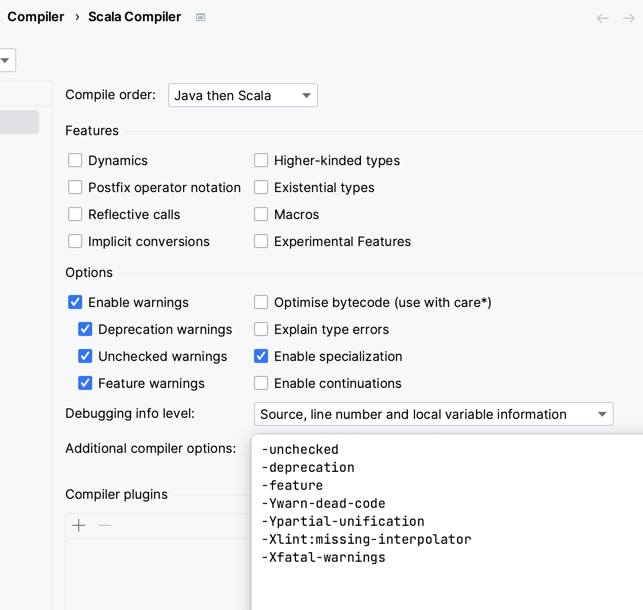 Compiler › Scala Compiler
Compile order: Java then Scala
Features
Dynamics Higher-kinded types
Postfix operator notation Existential types
Reflective calls Macros
Implicit conversions Experimental Features
Options
Enable warnings Optimise bytecode (use with care*)
Deprecation warnings Explain type errors
Unchecked warnings Enable specialization
Feature warnings Enable continuations
Debugging info level: Source, line number and local variable information
Additional compiler options: -unchecked
-deprecation
-feature
-Ywarn-dead-code
-Ypartial-unification
-Xlint:missing-interpolator
-Xfatal-warnings
Compiler plugins